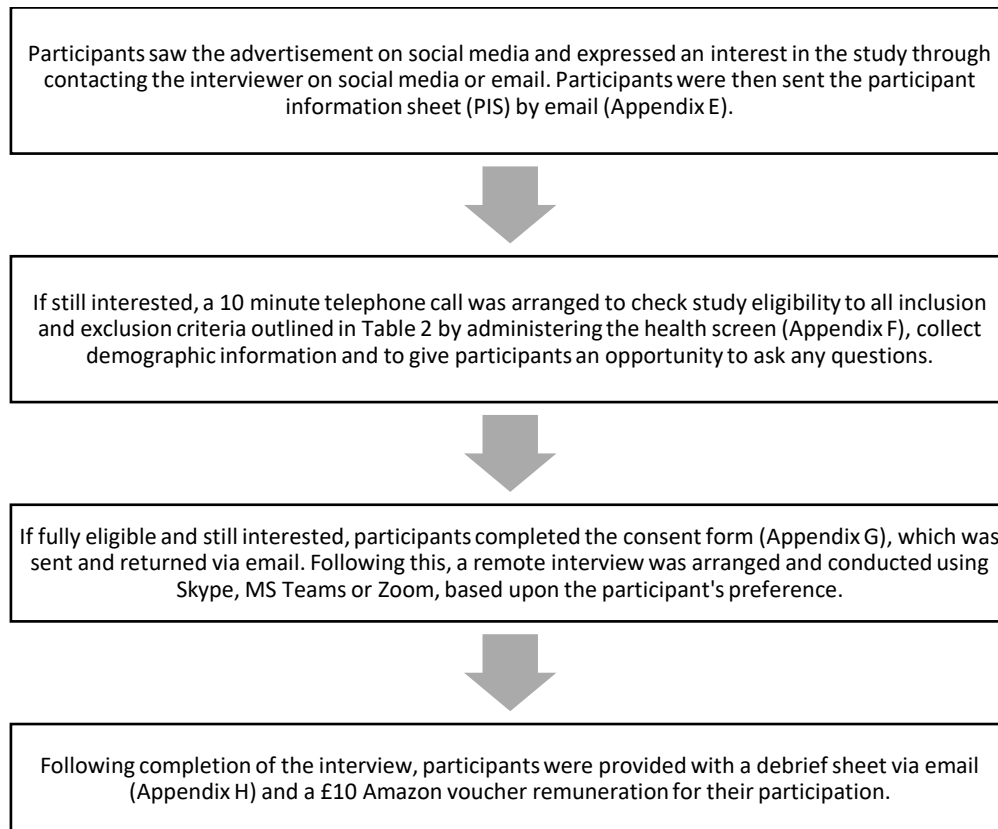 Participants saw the advertisement on social media and expressed an interest in the study through
contacting the interviewer on social media or email. Participants were then sent the participant
information sheet (PIS) by email (Appendix E).
If still interested, a 10 minute telephone call was arranged to check study eligibility to all inclusion
and exclusion criteria outlined in Table 2 by administering the health screen (Appendix F), collect
demographic information and to give participants an opportunity to ask any questions.
If fully eligible and still interested, participants completed the consent form (Appendix G), which was
sent and returned via email. Following this, a remote interview was arranged and conducted using
Skype, MS Teams or Zoom, based upon the participant's preference.
Following completion of the interview, participants were provided with a debrief sheet via email
(Appendix H) and a £10 Amazon voucher remuneration for their participation.